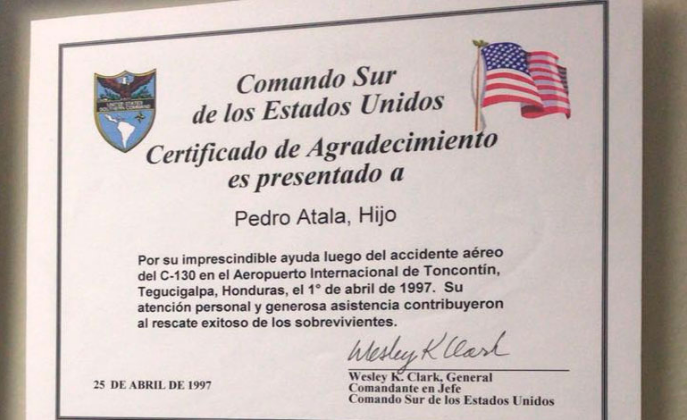 Comando Sur
de los Estados Unidos
Certificado de Agradecimiento
es presentado a
Pedro Atala, Hijo
Por su imprescindible ayuda luego del accidente aéreo
del C-130 en el Aeropuerto Internacional de Toncontín,
Tegucigalpa, Honduras, el 1° de abril de 1997. Su
atención personal y generosa asistencia contribuyeron
al rescate exitoso de los sobrevivientes.
Wesley K Clark
Wesley K. Clark, General
Comandante en Jefe
Comando Sur de los Estados Unidos
25 DE ABRIL DE 1997